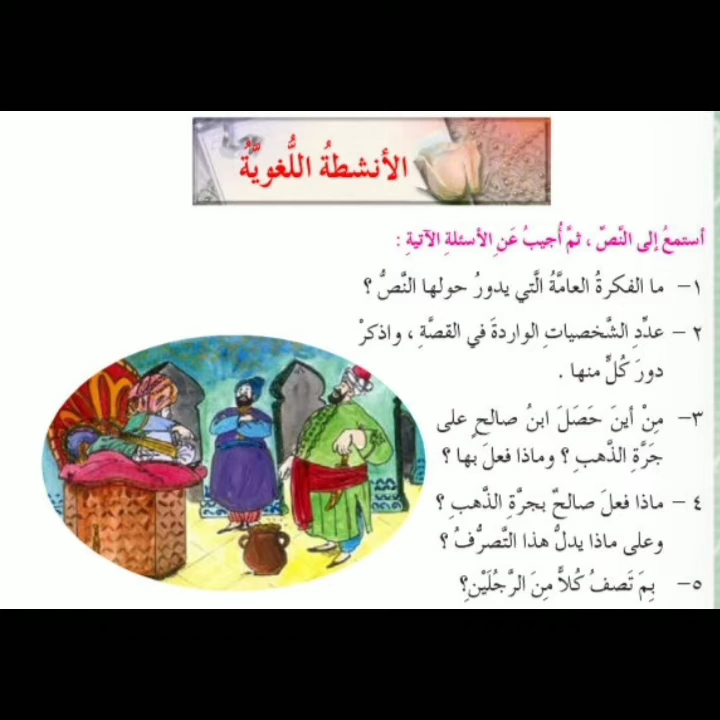 الأنشطةُ اللُّغويَّةُ
أستمعُ إلى النَّصّ ، ثمَّ أُجيبُ عَنِ الأسئلةِ الآتيةِ :
١- ما الفكرةُ العامَّةُ الَّتي يدورُ حولها النَّصُّ ؟
٢ - عدِّدِ الشَّخصياتِ الواردةَ في القصَّةِ ، واذكرْ
دورَ كُلٍّ منها .
٣- مِنْ أينَ حَصَلَ ابنُ صالحٍ على
جَرَّةِ الذَّهبِ ؟ وماذا فعلَ بها ؟
٤ - ماذا فعلَ صالحٌ بجرَّةِ الذَّهبِ ؟
وعلى ماذا يدلُّ هذا التَّصرُّفُ ؟
٥- بِمَ تَصفُ كُلاًّ مِنَ الرَّجُلَيْنِ؟